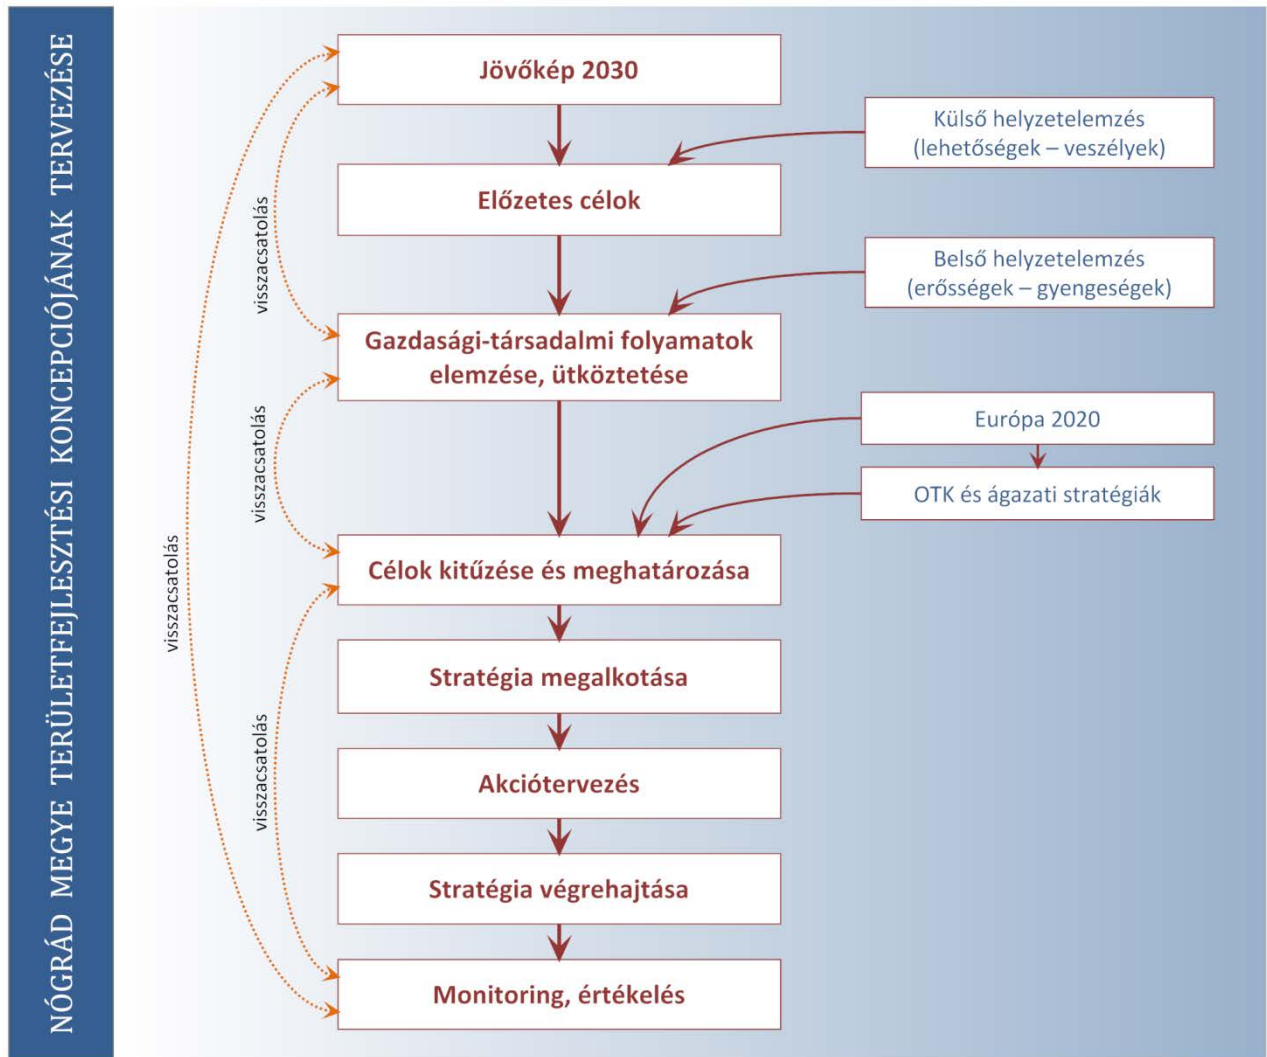 NÓGRÁD MEGYE TERÜLETFEJLESZTÉSI KONCEPCIÓJÁNAK TERVEZÉSE
Jövőkép 2030
Külső helyzetelemzés
(lehetőségek – veszélyek)
Előzetes célok
visszacsatolás
Belső helyzetelemzés
(erősségek – gyengeségek)
Gazdasági-társadalmi folyamatok
elemzése, ütköztetése
visszacsatolás
Európa 2020
OTK és ágazati stratégiák
visszacsatolás
Célok kitűzése és meghatározása
Stratégia megalkotása
visszacsatolás
Akciótervezés
Stratégia végrehajtása
Monitoring, értékelés